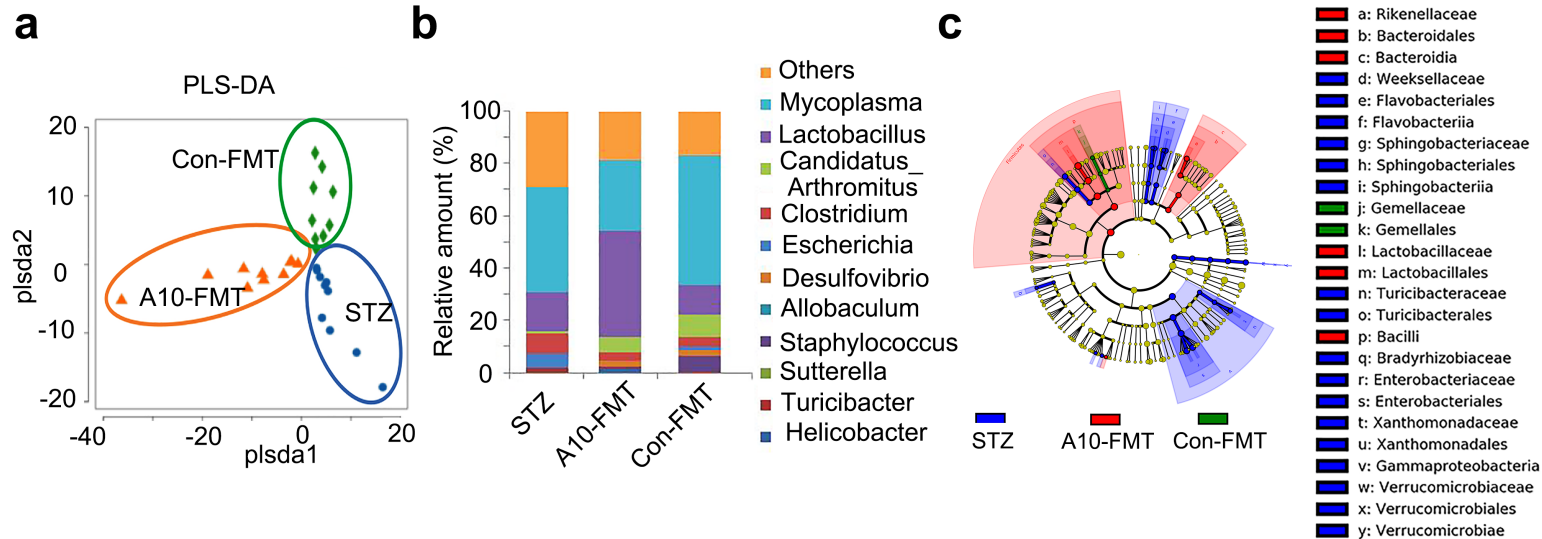 a
PLS-DA
20
10
0
-10
-20
plsda2
Con-FMT
A10-FMT
STZ
-40
-20
0
20
plsda1
b
Relative amount (%)
100
80
60
40
20
0
STZ
A10-FMT
Con-FMT
Others
Mycoplasma
Lactobacillus
Candidatus_
Arthromitus
Clostridium
Escherichia
Desulfovibrio
Allobaculum
Staphylococcus
Sutterella
Turicibacter
Helicobacter
c
STZ
A10-FMT
Con-FMT
a: Rikenellaceae
b: Bacteroidales
c: Bacteroidia
d: Weeksellaceae
e: Flavobacteriales
f: Flavobacteriia
g: Sphingobacteriaceae
h: Sphingobacteriales
i: Sphingobacteriia
j: Gemellaceae
k: Gemellales
l: Lactobacillaceae
m: Lactobacillales
n: Turicibacteraceae
o: Turicibacterales
p: Bacilli
q: Bradyrhizobiaceae
r: Enterobacteriaceae
s: Enterobacteriales
t: Xanthomonadaceae
u: Xanthomonadales
v: Gammaproteobacteria
w: Verrucomicrobiaceae
x: Verrucomicrobiales
y: Verrucomicrobiae